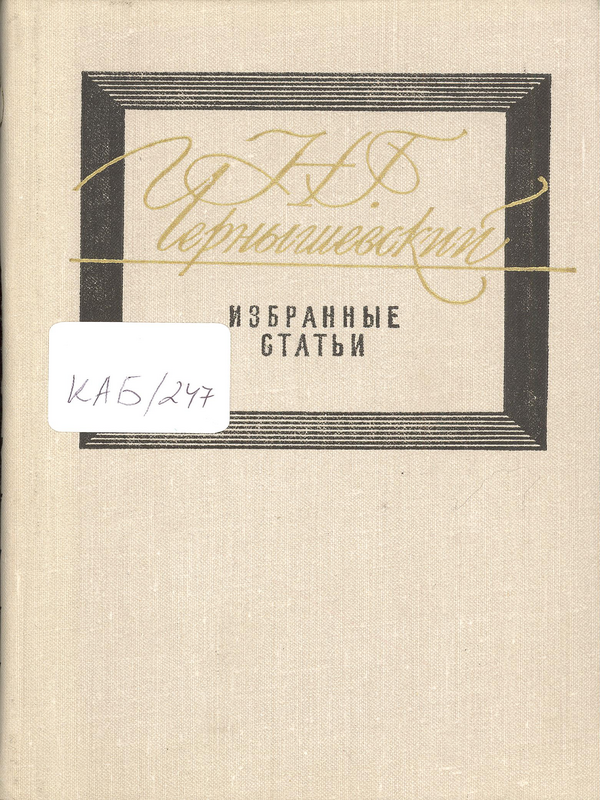 Н. Г.
Чернышевский
ИЗБРАННЫЕ
СТАТЬИ
КАБ/247